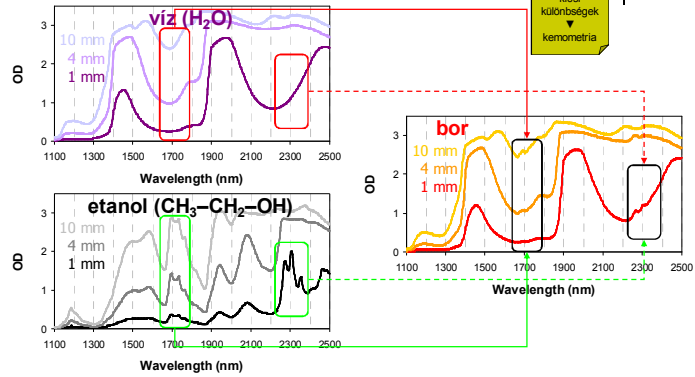 különbségek
▼
kemometria
víz (H₂O)
10 mm
4 mm
1 mm
OD
3
2
1
0
1100 1300 1500 1700 1900 2100 2300 2500
Wavelength (nm)
etanol (CH₃–CH₂–OH)
10 mm
4 mm
1 mm
OD
3
2
1
0
1100 1300 1500 1700 1900 2100 2300 2500
Wavelength (nm)
bor
10 mm
4 mm
1 mm
OD
3
2
1
0
1100 1300 1500 1700 1900 2100 2300 2500
Wavelength (nm)